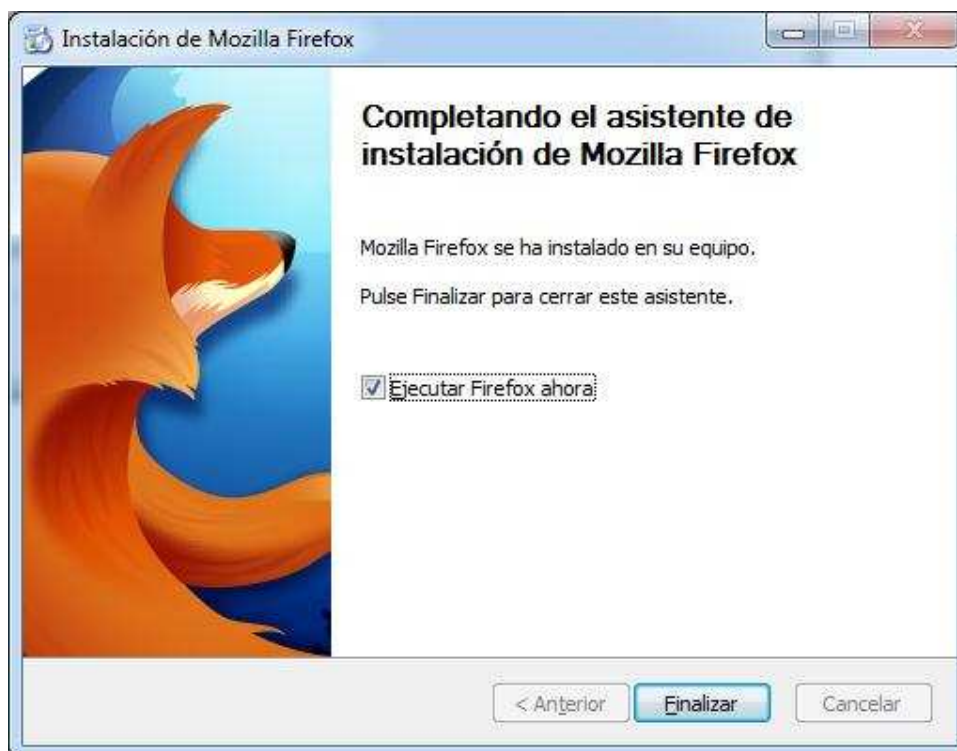 Instalación de Mozilla Firefox
Completando el asistente de
instalación de Mozilla Firefox
Mozilla Firefox se ha instalado en su equipo.
Pulse Finalizar para cerrar este asistente.
Ejecutar Firefox ahora
< Anterior Finalizar Cancelar